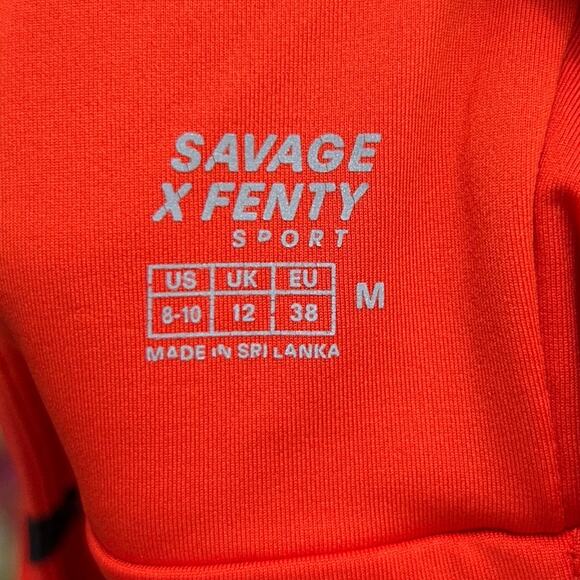 SAVAGE
X FENTY
SPORT
US UK EU
8-10 12 38 M
MADE IN SRI LANKA